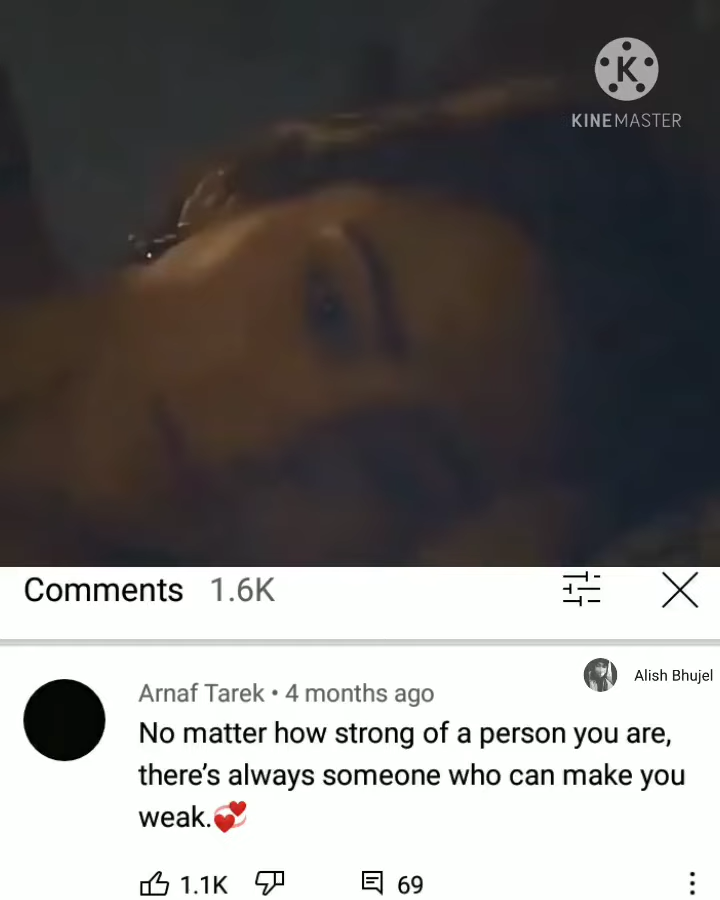 KINEMASTER
Comments 1.6K
Alish Bhujel
Arnaf Tarek • 4 months ago
No matter how strong of a person you are,
there’s always someone who can make you
weak.💞
1.1K 69